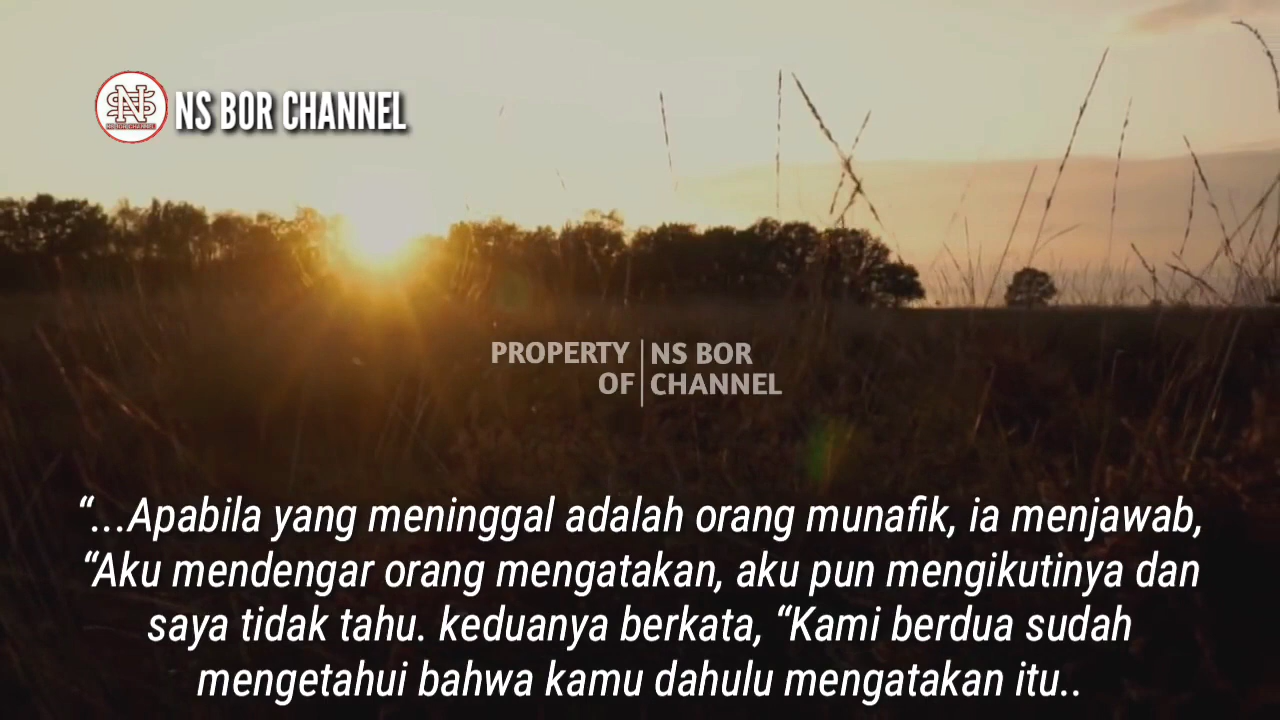 NS BOR CHANNEL
PROPERTY OF
NS BOR CHANNEL
“...Apabila yang meninggal adalah orang munafik, ia menjawab,
“Aku mendengar orang mengatakan, aku pun mengikutinya dan
saya tidak tahu. keduanya berkata, “Kami berdua sudah
mengetahui bahwa kamu dahulu mengatakan itu..